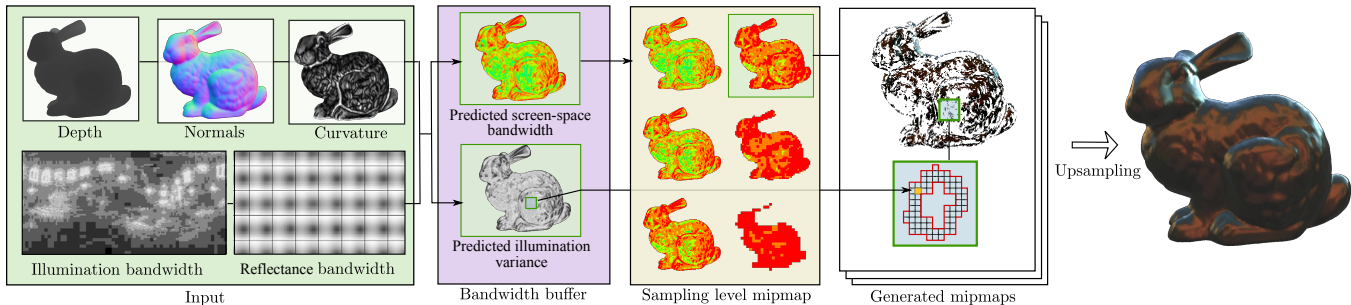 Depth
Normals
Curvature
Illumination bandwidth
Reflectance bandwidth
Input
Predicted screen-space
bandwidth
Predicted illumination
variance
Bandwidth buffer
Sampling level mipmap
Generated mipmaps
Upsampling